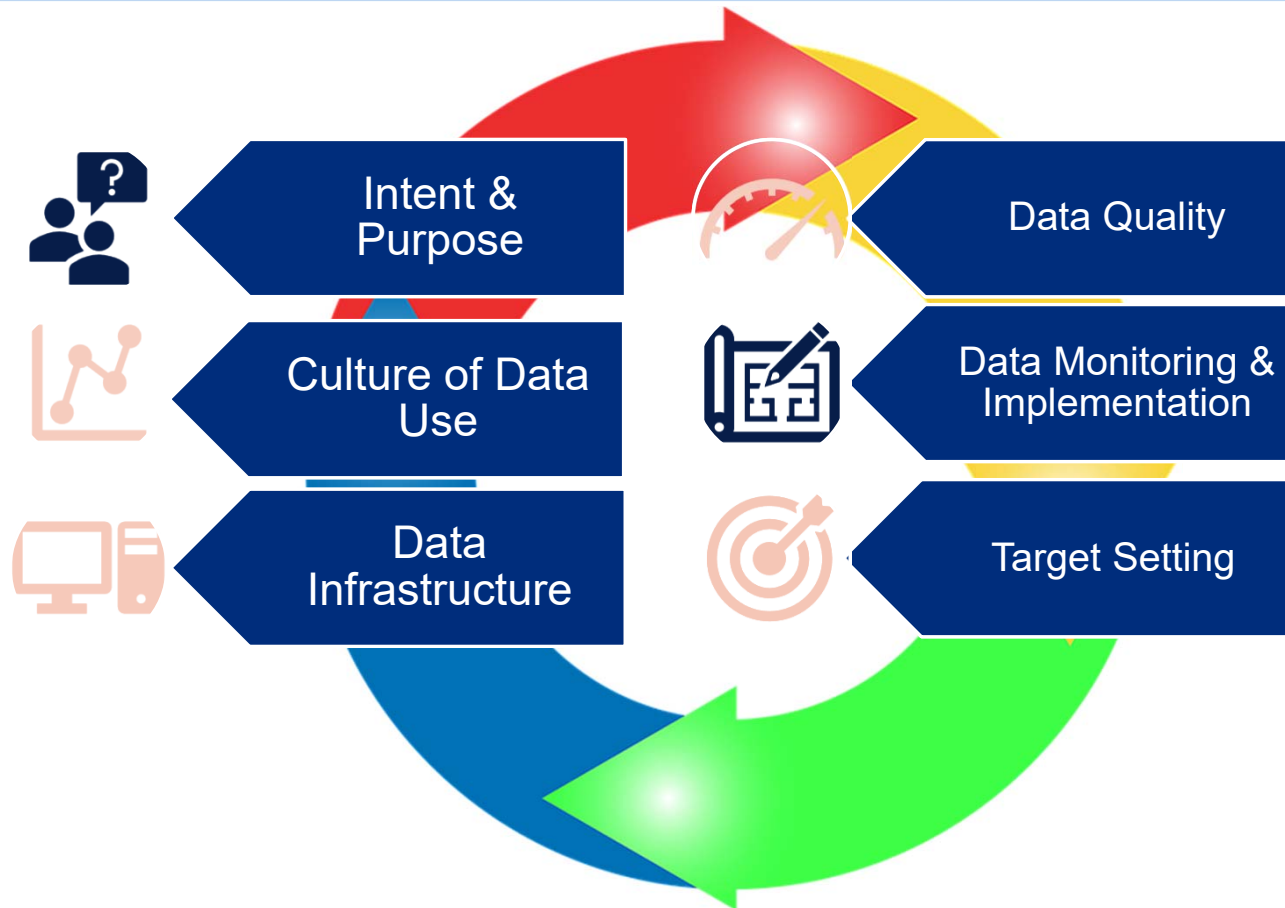 ?
Intent &
Purpose
Culture of Data
Use
Data
Infrastructure
Data Quality
Data Monitoring &
Implementation
Target Setting